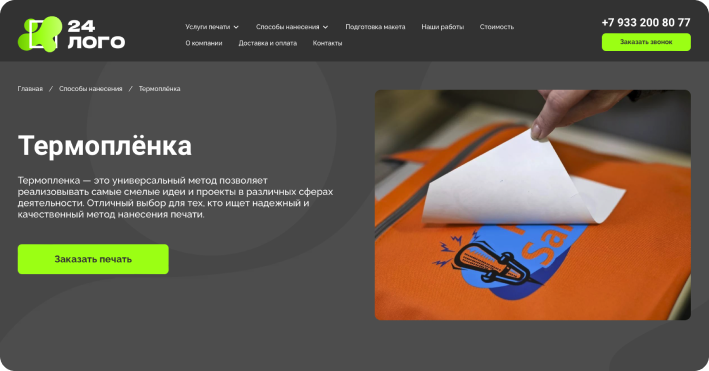 24
ЛОГО
Услуги печати
Способы нанесения
Подготовка макета
Наши работы
Стоимость
О компании
Доставка и оплата
Контакты
+7 933 200 80 77
Заказать звонок
Главная / Способы нанесения / Термоплёнка
Термоплёнка
Термопленка — это универсальный метод позволяет
реализовывать самые смелые идеи и проекты в различных сферах
деятельности. Отличный выбор для тех, кто ищет надежный и
качественный метод нанесения печати.
Заказать печать